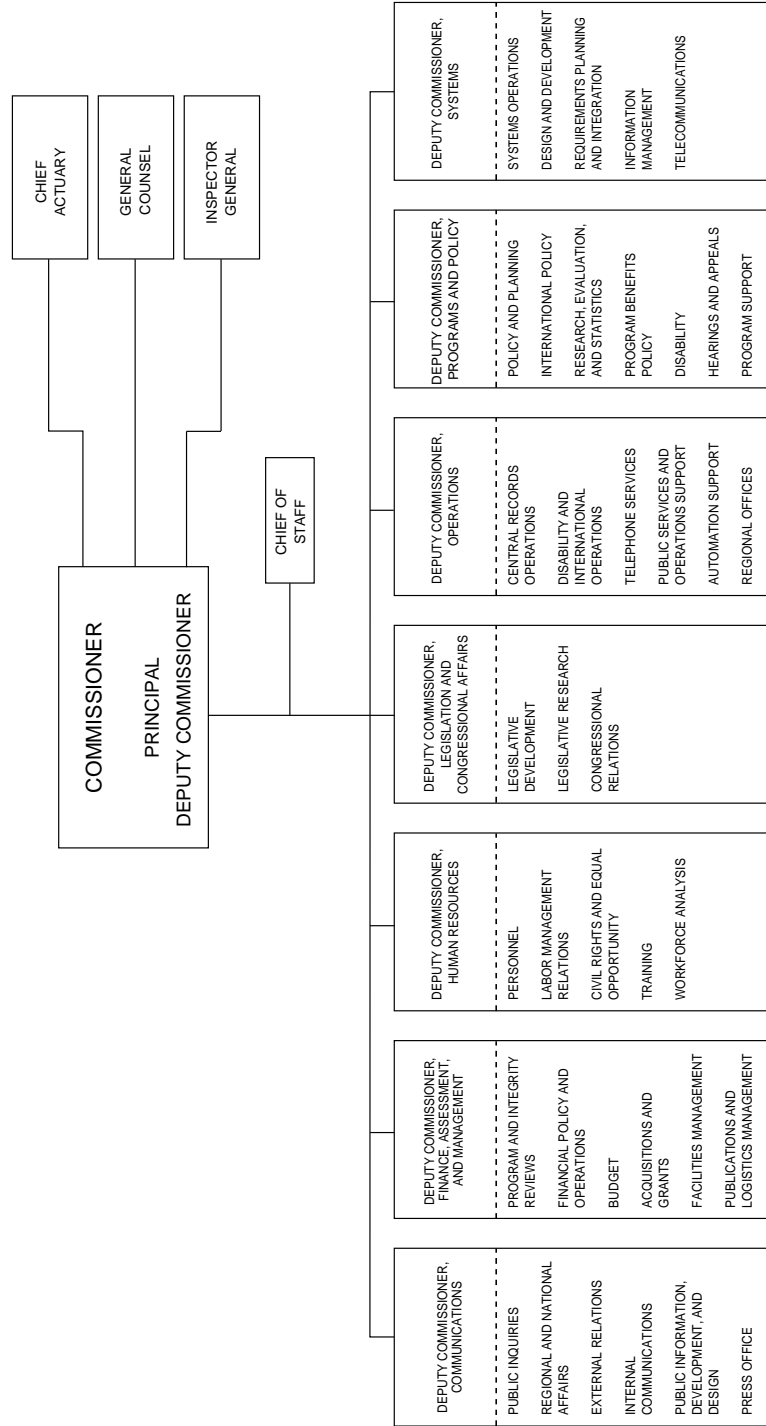 COMMISSIONER
PRINCIPAL
DEPUTY COMMISSIONER
CHIEF
ACTUARY
GENERAL
COUNSEL
INSPECTOR
GENERAL
CHIEF OF
STAFF
DEPUTY COMMISSIONER,
COMMUNICATIONS
PUBLIC INQUIRIES
REGIONAL AND NATIONAL
AFFAIRS
EXTERNAL RELATIONS
INTERNAL
COMMUNICATIONS
PUBLIC INFORMATION,
DEVELOPMENT, AND
DESIGN
PRESS OFFICE
DEPUTY COMMISSIONER,
FINANCE, ASSESSMENT,
AND MANAGEMENT
PROGRAM AND INTEGRITY
REVIEWS
FINANCIAL POLICY AND
OPERATIONS
BUDGET
ACQUISITIONS AND
GRANTS
FACILITIES MANAGEMENT
PUBLICATIONS AND
LOGISTICS MANAGEMENT
DEPUTY COMMISSIONER,
HUMAN RESOURCES
PERSONNEL
LABOR MANAGEMENT
RELATIONS
CIVIL RIGHTS AND EQUAL
OPPORTUNITY
TRAINING
WORKFORCE ANALYSIS
DEPUTY COMMISSIONER,
LEGISLATION AND
CONGRESSIONAL AFFAIRS
LEGISLATIVE
DEVELOPMENT
LEGISLATIVE RESEARCH
CONGRESSIONAL
RELATIONS
DEPUTY COMMISSIONER,
OPERATIONS
CENTRAL RECORDS
OPERATIONS
DISABILITY AND
INTERNATIONAL
OPERATIONS
TELEPHONE SERVICES
PUBLIC SERVICES AND
OPERATIONS SUPPORT
AUTOMATION SUPPORT
REGIONAL OFFICES
DEPUTY COMMISSIONER,
PROGRAMS AND POLICY
POLICY AND PLANNING
INTERNATIONAL POLICY
RESEARCH, EVALUATION,
AND STATISTICS
PROGRAM BENEFITS
POLICY
DISABILITY
HEARINGS AND APPEALS
PROGRAM SUPPORT
DEPUTY COMMISSIONER,
SYSTEMS
SYSTEMS OPERATIONS
DESIGN AND DEVELOPMENT
REQUIREMENTS PLANNING
AND INTEGRATION
INFORMATION
MANAGEMENT
TELECOMMUNICATIONS